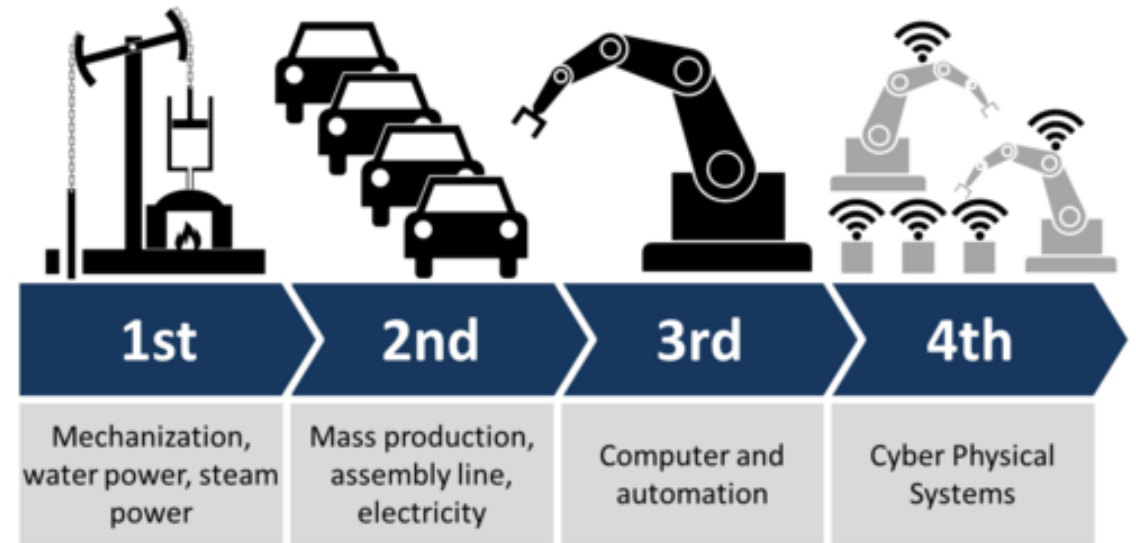 1st
2nd
3rd
4th
Mechanization,
water power, steam
power
Mass production,
assembly line,
electricity
Computer and
automation
Cyber Physical
Systems